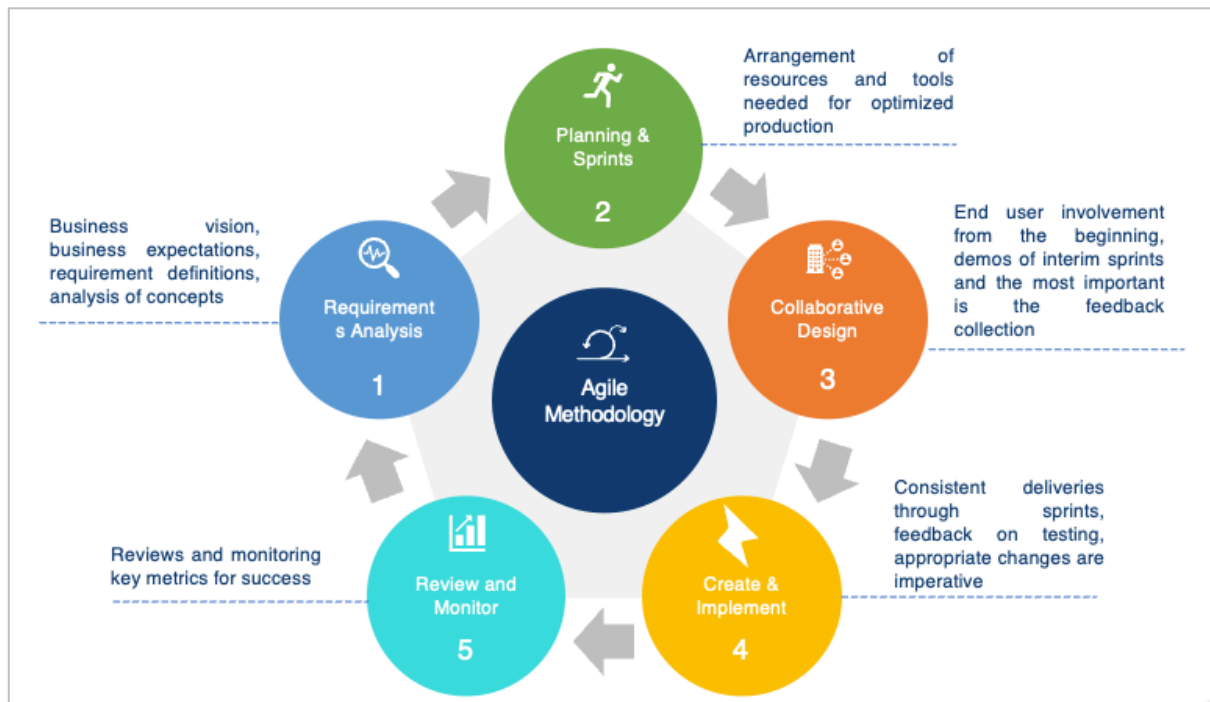 Arrangement of
resources and tools
needed for optimized
production
Planning &
Sprints
2
Business vision,
business expectations,
requirement definitions,
analysis of concepts
Requirement
s Analysis
1
End user involvement
from the beginning,
demos of interim sprints
and the most important
is the feedback
collection
Collaborative
Design
3
Agile
Methodology
Consistent deliveries
through sprints,
feedback on testing,
appropriate changes are
imperative
Create &
Implement
4
Reviews and monitoring
key metrics for success
Review and
Monitor
5